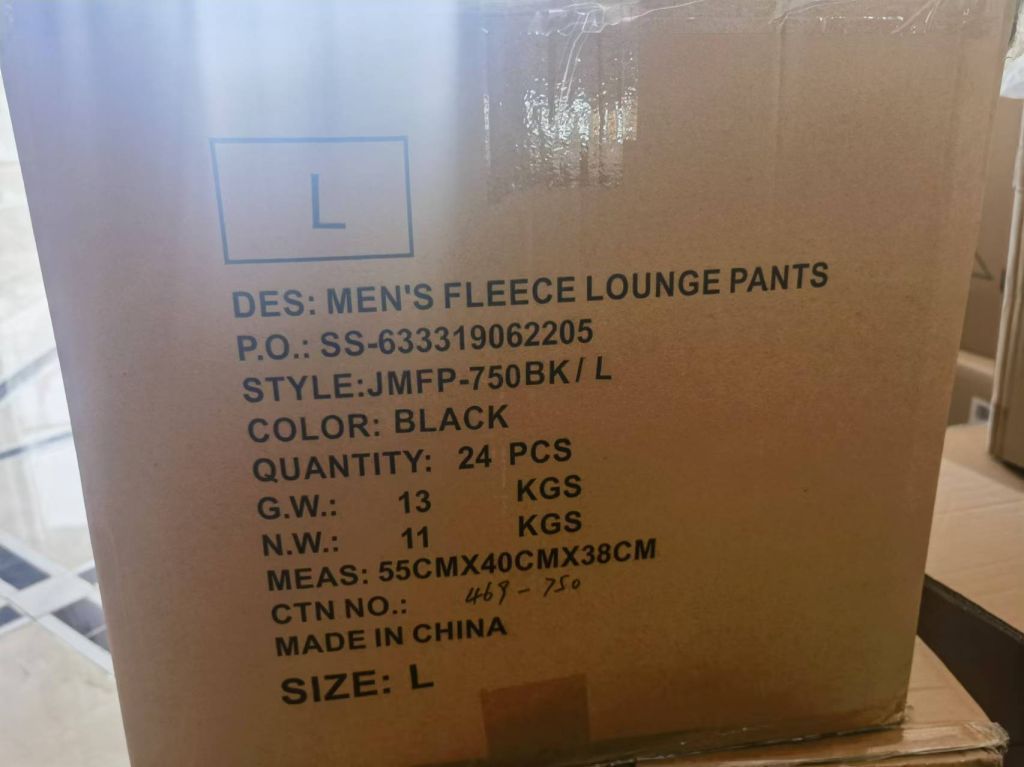 L
DES: MEN'S FLEECE LOUNGE PANTS
P.O.: SS-633319062205
STYLE:JMFP-750BK/ L
COLOR: BLACK
QUANTITY: 24 PCS
G.W.: 13 KGS
N.W.: 11 KGS
MEAS: 55CMX40CMX38CM
CTN NO.: 469-750
MADE IN CHINA
SIZE: L